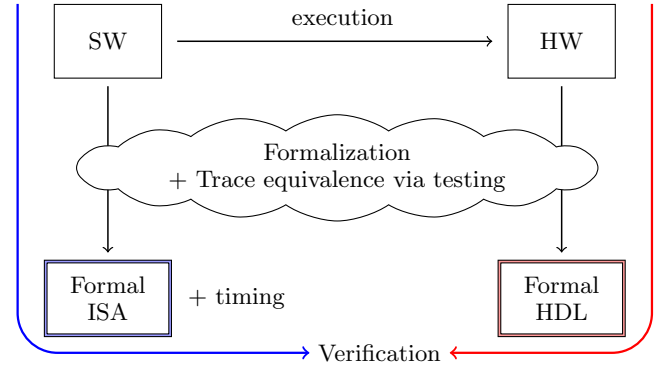 execution
SW
HW
Formalization
+ Trace equivalence via testing
Formal
ISA
+ timing
Formal
HDL
Verification